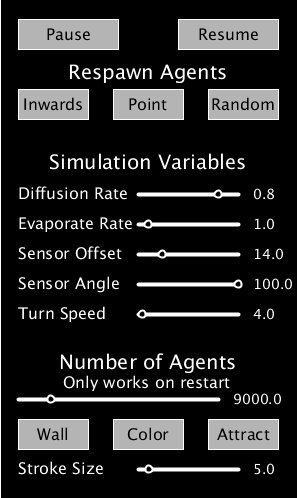 Pause Resume
Respawn Agents
Inwards Point Random
Simulation Variables
Diffusion Rate 0.8
Evaporate Rate 1.0
Sensor Offset 14.0
Sensor Angle 100.0
Turn Speed 4.0
Number of Agents
Only works on restart
9000.0
Wall Color Attract
Stroke Size 5.0